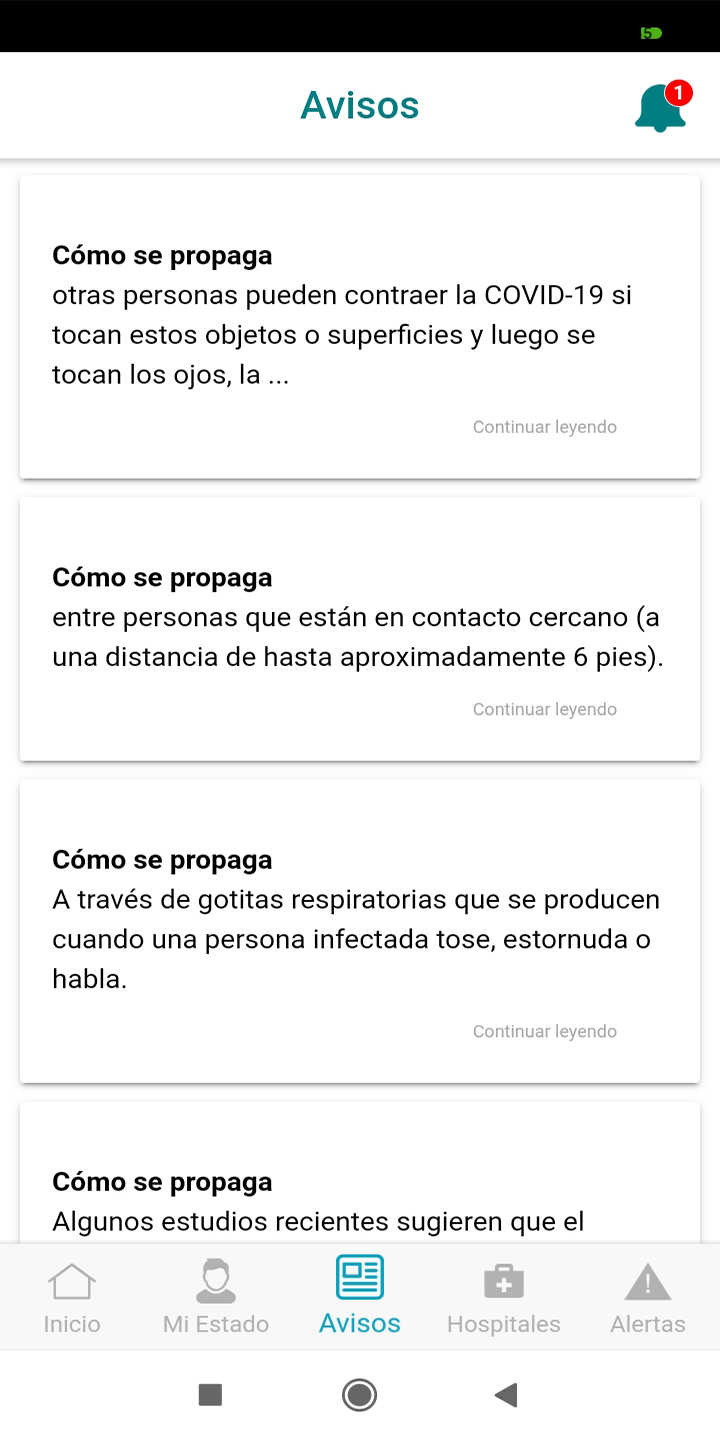 Avisos
1
Cómo se propaga
otras personas pueden contraer la COVID-19 si
tocan estos objetos o superficies y luego se
tocan los ojos, la ...
Continuar leyendo
Cómo se propaga
entre personas que están en contacto cercano (a
una distancia de hasta aproximadamente 6 pies).
Continuar leyendo
Cómo se propaga
A través de gotitas respiratorias que se producen
cuando una persona infectada tose, estornuda o
habla.
Continuar leyendo
Cómo se propaga
Algunos estudios recientes sugieren que el
Inicio
Mi Estado
Avisos
Hospitales
Alertas